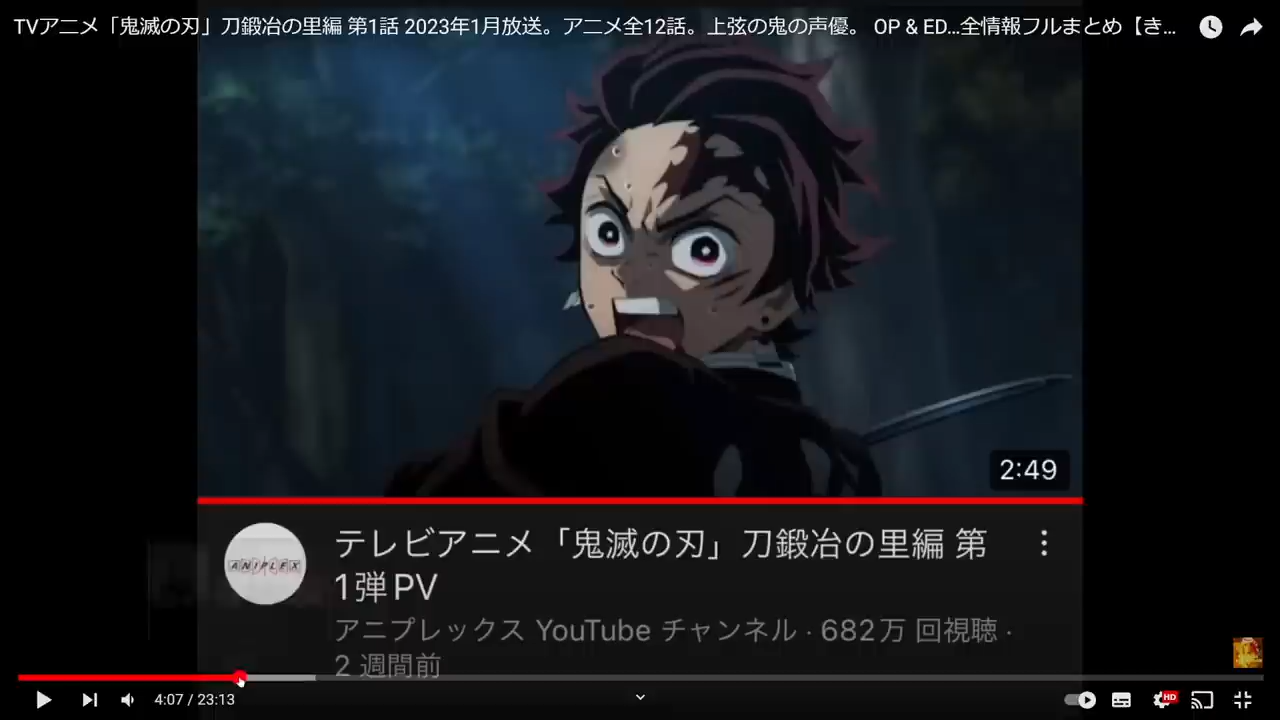 TVアニメ「鬼滅の刃」刀鍛冶の里編 第1話 2023年1月放送。アニメ全12話。上弦の鬼の声優。 OP & ED...全情報フルまとめ【き...
2:49
ANIPLEX
テレビアニメ「鬼滅の刃」刀鍛冶の里編 第
1弾PV
アニプレックス YouTube チャンネル · 682万 回視聴 ·
2 週間前
4:07 / 23:13
HD